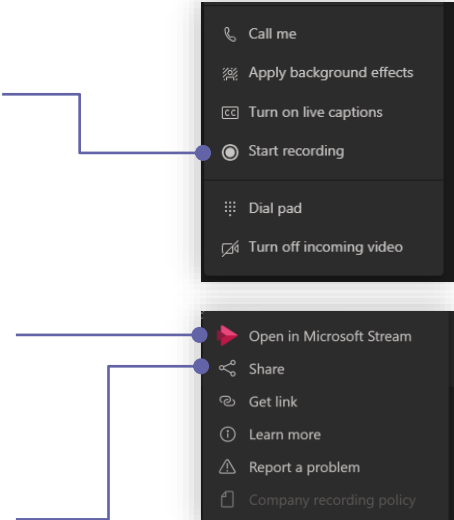 Call me
Apply background effects
CC Turn on live captions
Start recording
Dial pad
Turn off incoming video
Open in Microsoft Stream
Share
Get link
Learn more
Report a problem
Company recording policy